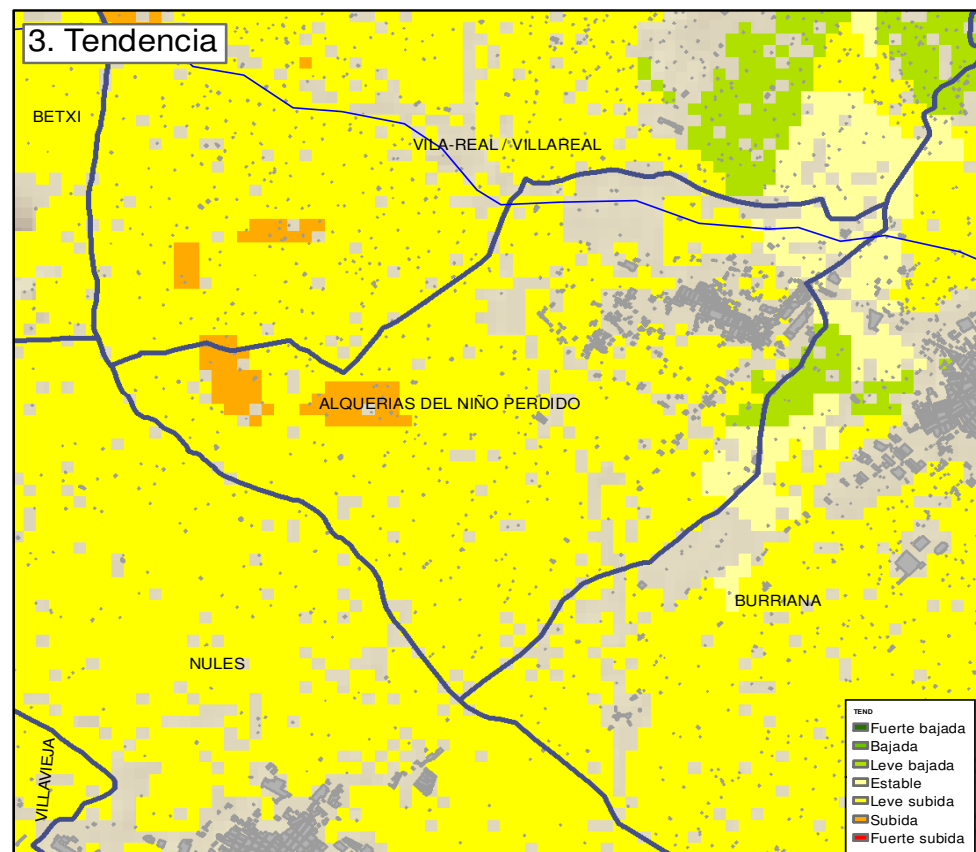 3. Tendencia
BETXI
VILA-REAL / VILLAREAL
ALQUERIAS DEL NIÑO PERDIDO
BURRIANA
NULES
VILLAVIEJA
TEND
Fuerte bajada
Bajada
Leve bajada
Estable
Leve subida
Subida
Fuerte subida